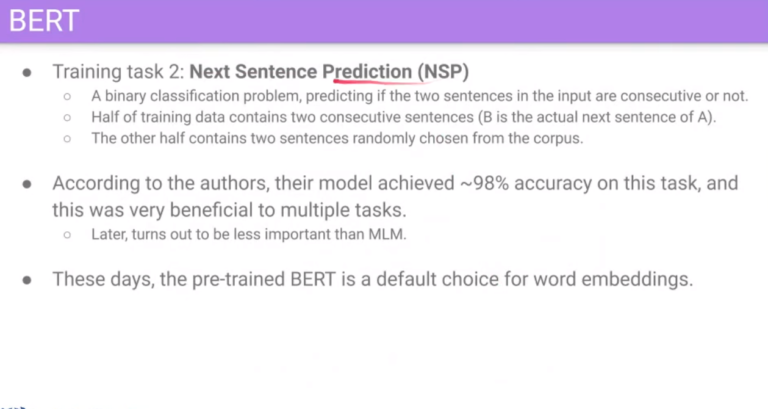 BERT
● Training task 2: Next Sentence Prediction (NSP)
○ A binary classification problem, predicting if the two sentences in the input are consecutive or not.
○ Half of training data contains two consecutive sentences (B is the actual next sentence of A).
○ The other half contains two sentences randomly chosen from the corpus.
● According to the authors, their model achieved ~98% accuracy on this task, and
this was very beneficial to multiple tasks.
○ Later, turns out to be less important than MLM.
● These days, the pre-trained BERT is a default choice for word embeddings.